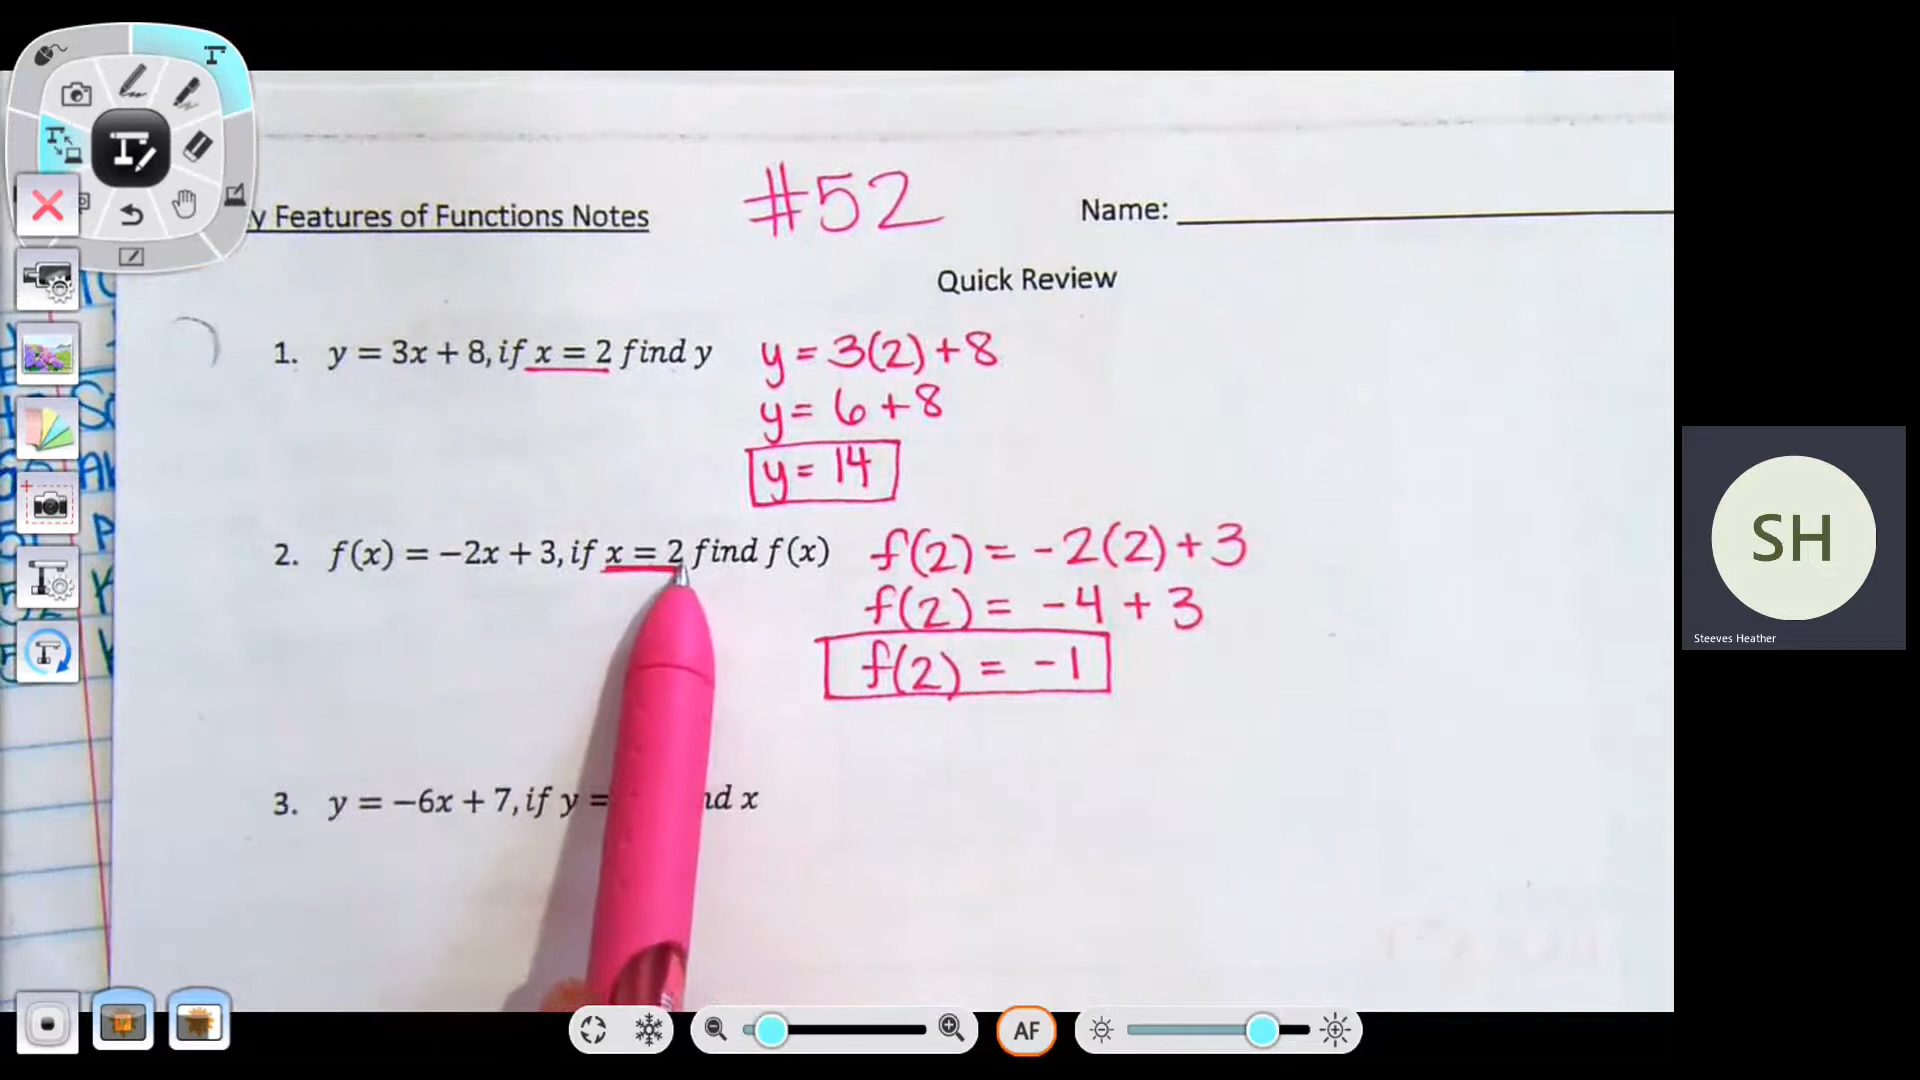 y Features of Functions Notes
#52
Name:
Quick Review
1. y = 3x + 8, if x = 2 find y
y = 3(2) + 8
y = 6 + 8
y = 14
2. f(x) = −2x + 3, if x = 2 find f(x)
f(2) = -2(2) + 3
f(2) = -4 + 3
f(2) = -1
3. y = −6x + 7, if y = nd x
SH
Steeves Heather
AF